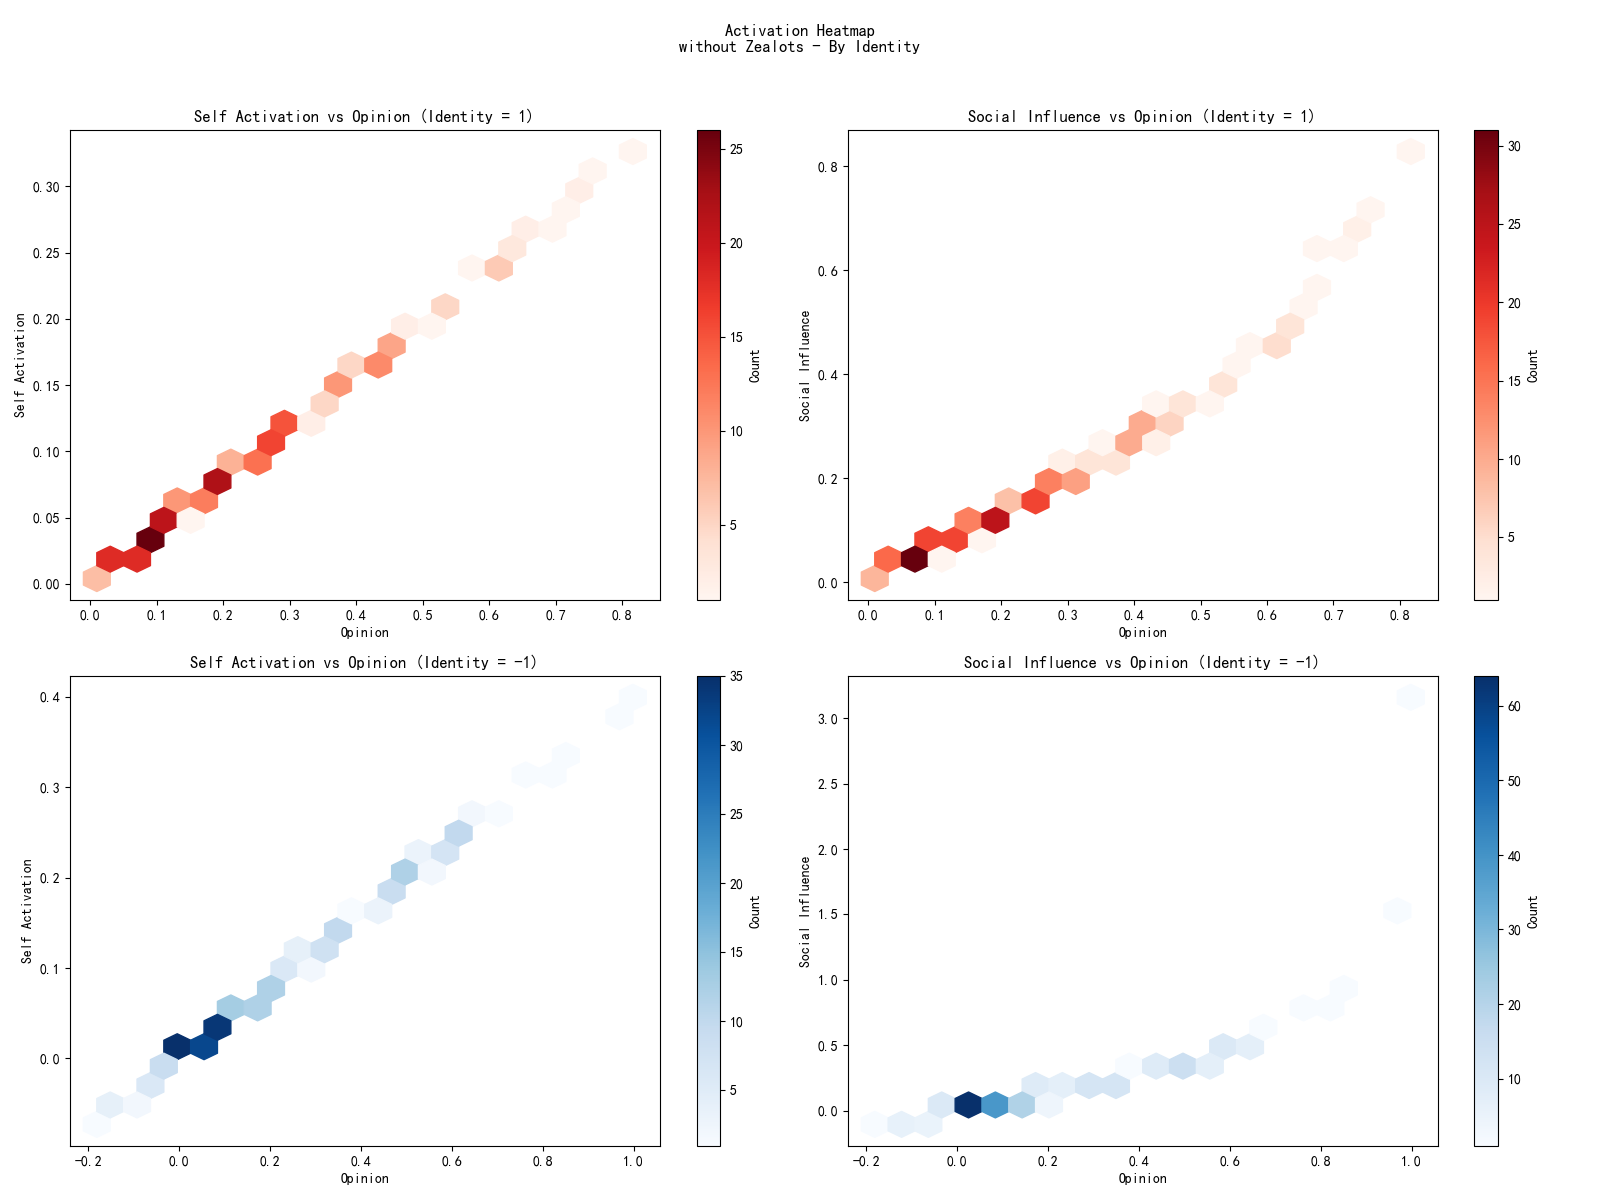 Activation Heatmap
without Zealots - By Identity
Self Activation vs Opinion (Identity = 1)
Self Activation
0.30
0.25
0.20
0.15
0.10
0.05
0.00
0.0 0.1 0.2 0.3 0.4 0.5 0.6 0.7 0.8
Opinion
25
20
15
10
5
Count
Social Influence vs Opinion (Identity = 1)
Social Influence
0.8
0.6
0.4
0.2
0.0
0.0 0.1 0.2 0.3 0.4 0.5 0.6 0.7 0.8
Opinion
30
25
20
15
10
5
Count
Self Activation vs Opinion (Identity = -1)
Self Activation
0.4
0.3
0.2
0.1
0.0
-0.2 0.0 0.2 0.4 0.6 0.8 1.0
Opinion
35
30
25
20
15
10
5
Count
Social Influence vs Opinion (Identity = -1)
Social Influence
3.0
2.5
2.0
1.5
1.0
0.5
0.0
-0.2 0.0 0.2 0.4 0.6 0.8 1.0
Opinion
60
50
40
30
20
10
Count